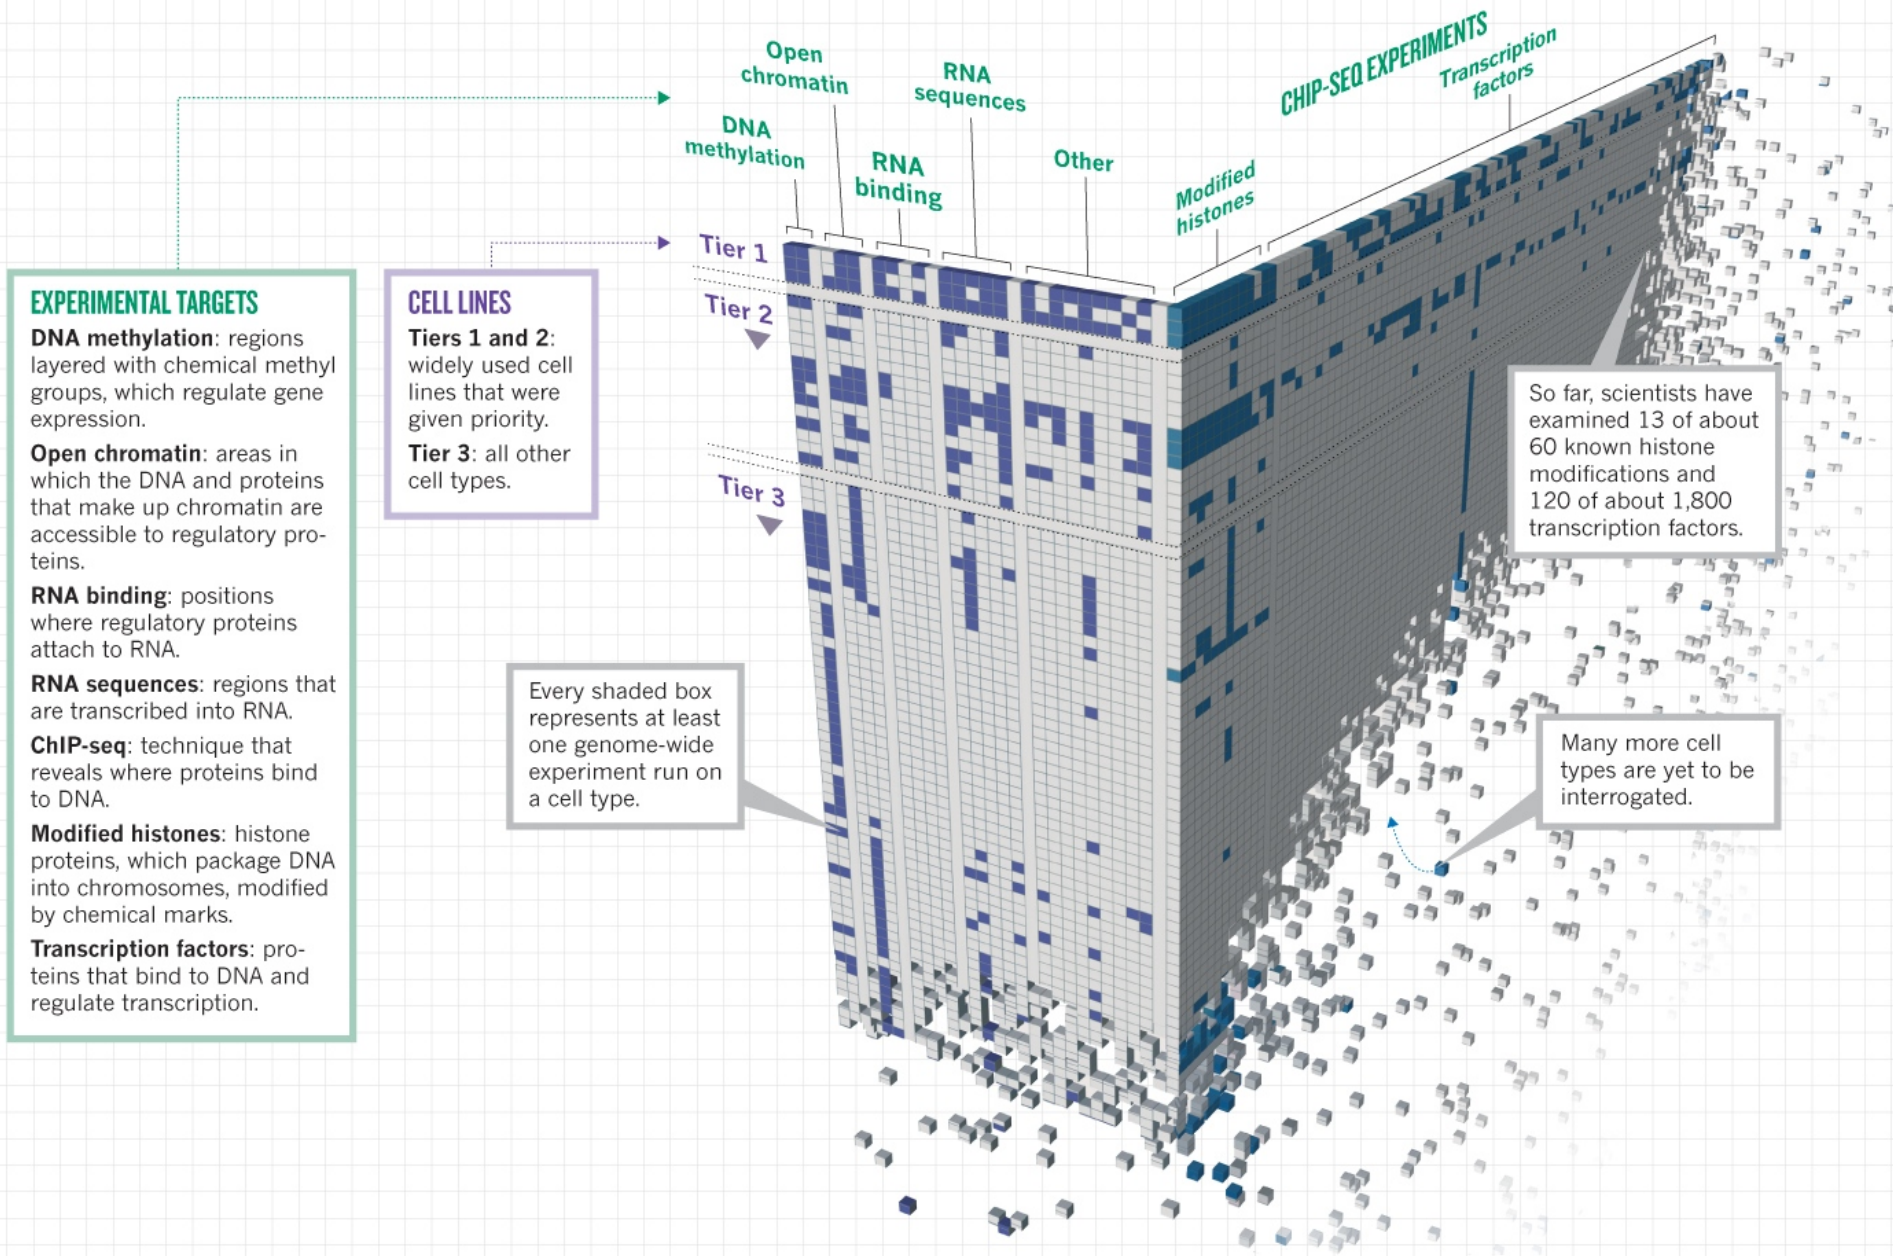 Open
chromatin
RNA
sequences
DNA
methylation
RNA
binding
Other
CHIP-SEQ EXPERIMENTS
Transcription
factors
Modified
histones
Tier 1
Tier 2
Tier 3
EXPERIMENTAL TARGETS
DNA methylation: regions
layered with chemical methyl
groups, which regulate gene
expression.
Open chromatin: areas in
which the DNA and proteins
that make up chromatin are
accessible to regulatory pro-
teins.
RNA binding: positions
where regulatory proteins
attach to RNA.
RNA sequences: regions that
are transcribed into RNA.
ChIP-seq: technique that
reveals where proteins bind
to DNA.
Modified histones: histone
proteins, which package DNA
into chromosomes, modified
by chemical marks.
Transcription factors: pro-
teins that bind to DNA and
regulate transcription.
CELL LINES
Tiers 1 and 2:
widely used cell
lines that were
given priority.
Tier 3: all other
cell types.
Every shaded box
represents at least
one genome-wide
experiment run on
a cell type.
So far, scientists have
examined 13 of about
60 known histone
modifications and
120 of about 1,800
transcription factors.
Many more cell
types are yet to be
interrogated.